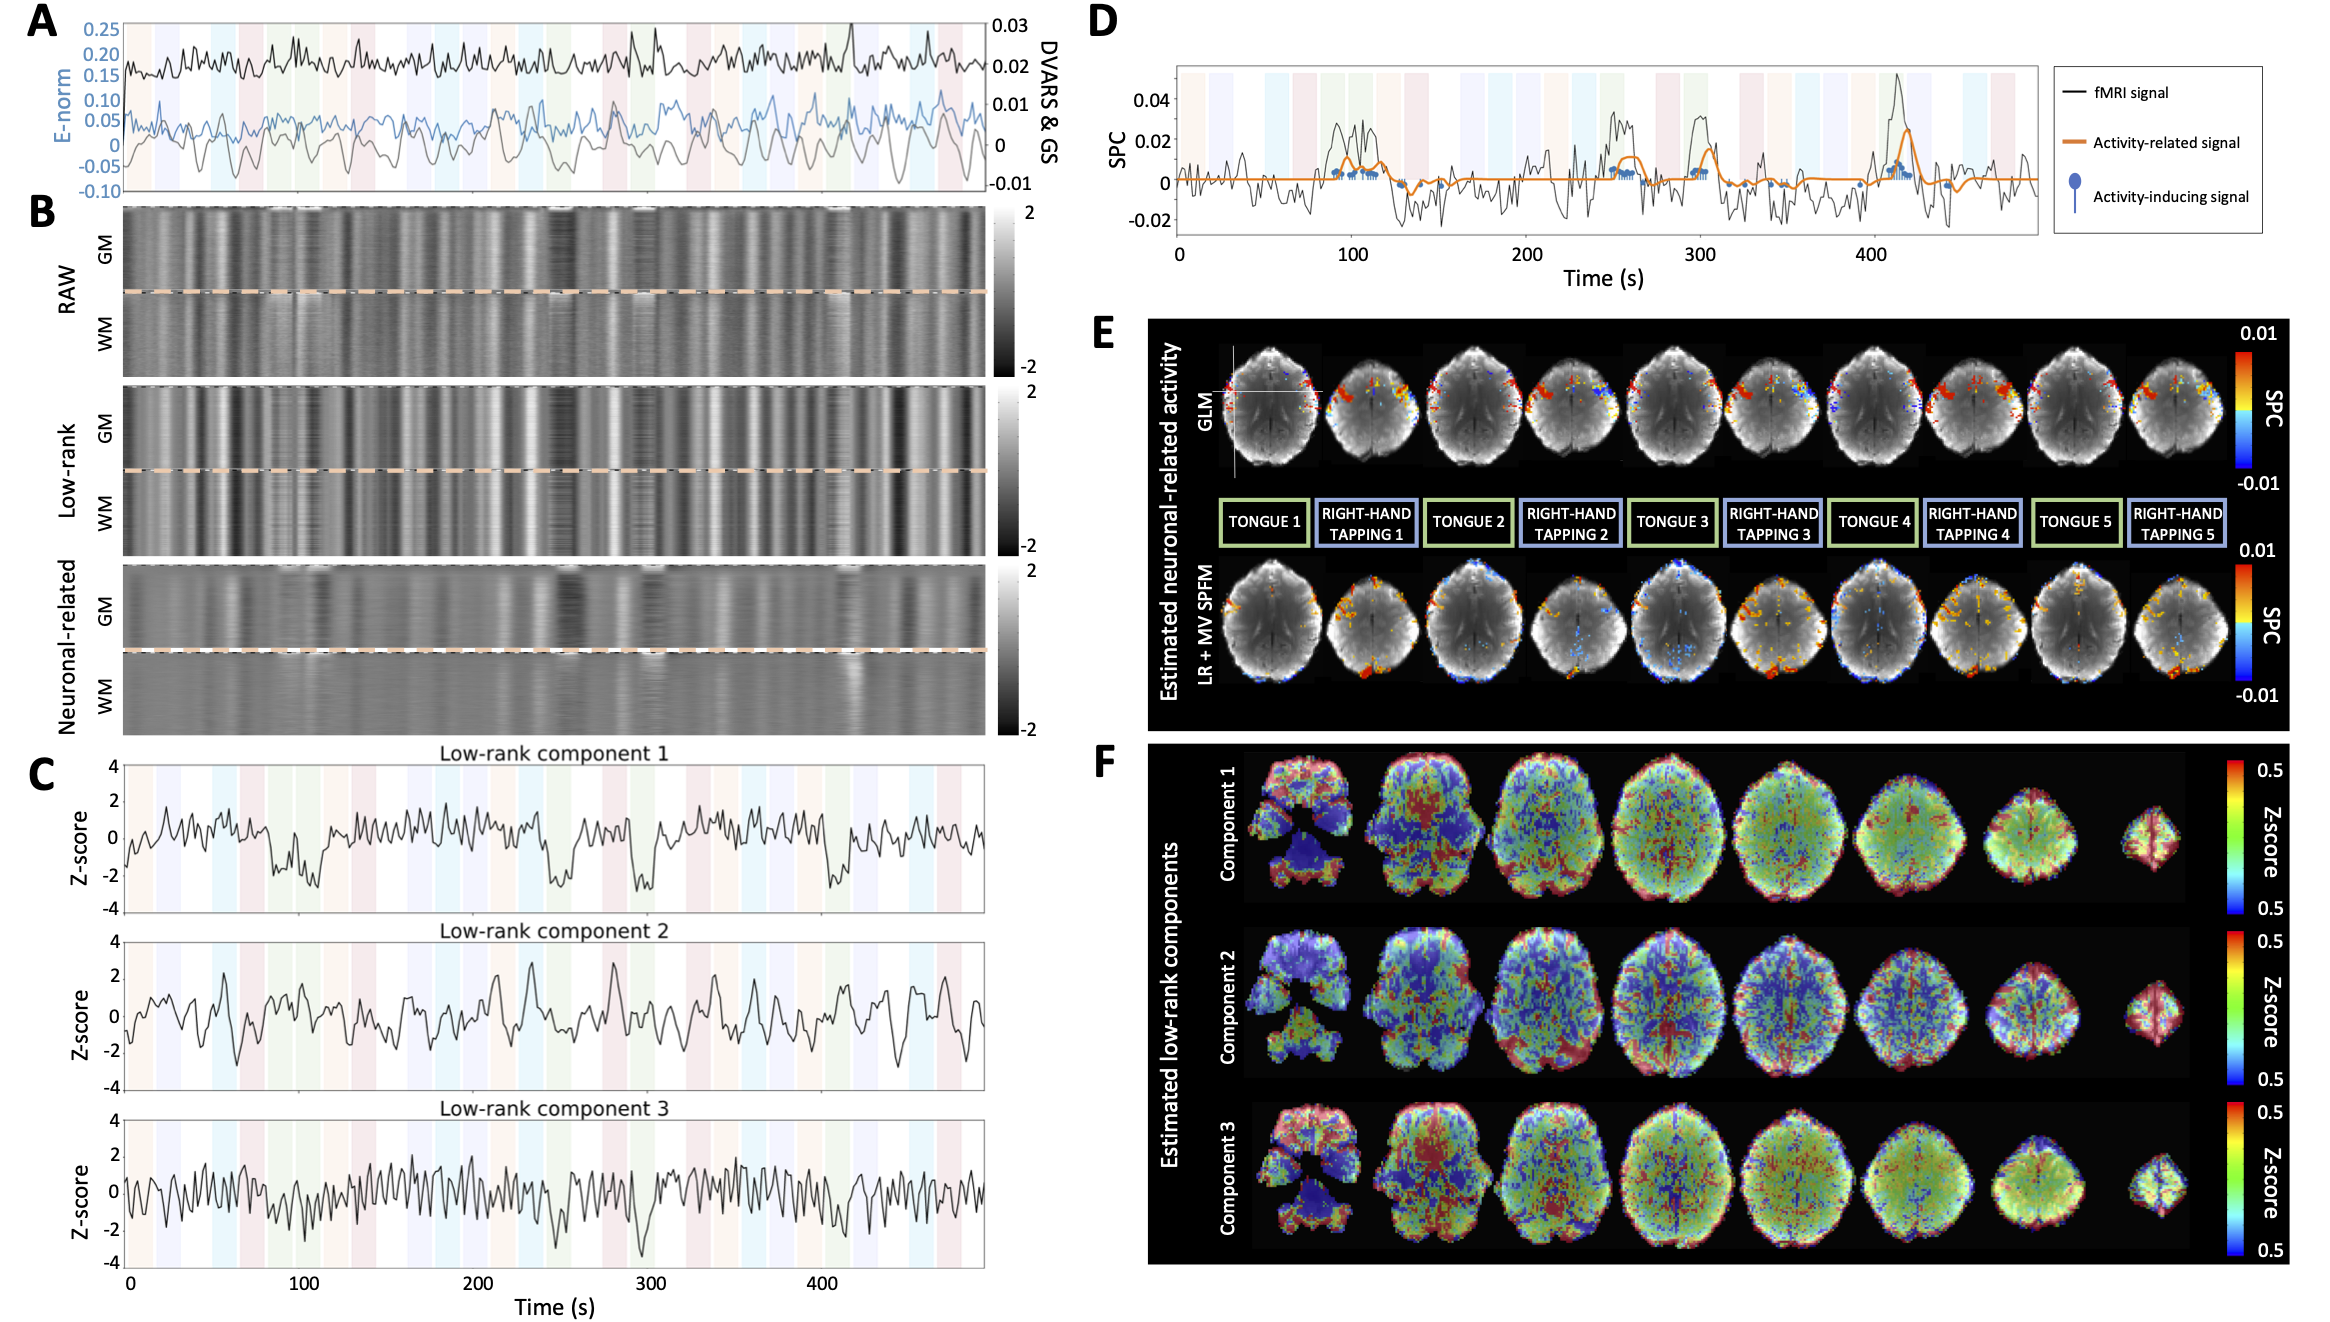 A
0.25
0.20
0.15
0.10
0.05
0
-0.05
-0.10
E-norm
0.03
0.02
0.01
0
-0.01
DVARS & GS
B
RAW
GM
WM
2
-2
Low-rank
GM
WM
2
-2
Neuronal-related
GM
WM
2
-2
C
Low-rank component 1
4
2
0
-2
-4
Z-score
Low-rank component 2
4
2
0
-2
-4
Z-score
Low-rank component 3
4
2
0
-2
-4
Z-score
0 100 200 300 400
Time (s)
D
0.04
0.02
0
-0.02
SPC
0 100 200 300 400
Time (s)
fMRI signal
Activity-related signal
Activity-inducing signal
E
Estimated neuronal-related activity
GLM
0.01
SPC
-0.01
TONGUE 1 RIGHT-HAND TAPPING 1 TONGUE 2 RIGHT-HAND TAPPING 2 TONGUE 3 RIGHT-HAND TAPPING 3 TONGUE 4 RIGHT-HAND TAPPING 4 TONGUE 5 RIGHT-HAND TAPPING 5
LR + MV SPFM
0.01
SPC
-0.01
F
Estimated low-rank components
Component 1
0.5
Z-score
0.5
Component 2
0.5
Z-score
0.5
Component 3
0.5
Z-score
0.5